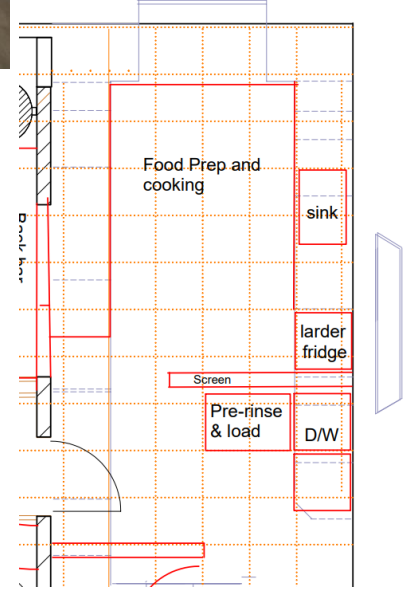 Food Prep and
cooking
sink
larder
fridge
Screen
Pre-rinse
& load
D/W